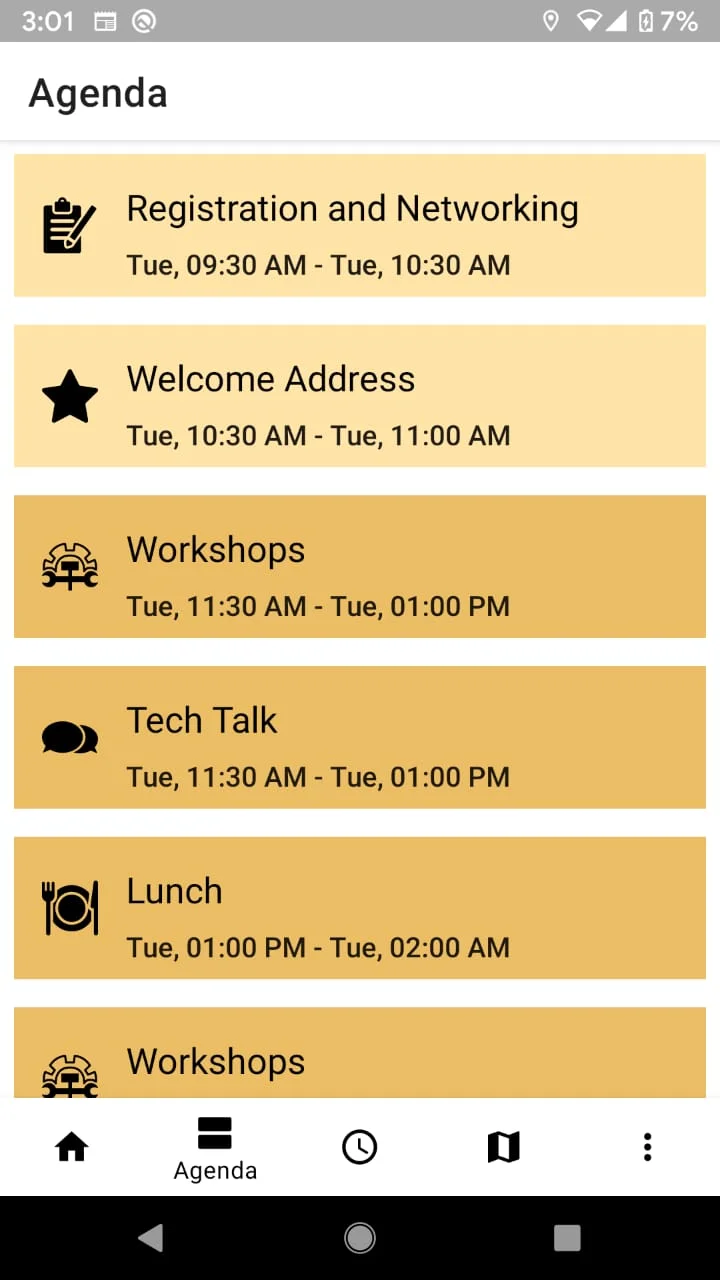 3:01 7%
Agenda
Registration and Networking
Tue, 09:30 AM - Tue, 10:30 AM
Welcome Address
Tue, 10:30 AM - Tue, 11:00 AM
Workshops
Tue, 11:30 AM - Tue, 01:00 PM
Tech Talk
Tue, 11:30 AM - Tue, 01:00 PM
Lunch
Tue, 01:00 PM - Tue, 02:00 AM
Workshops
Agenda